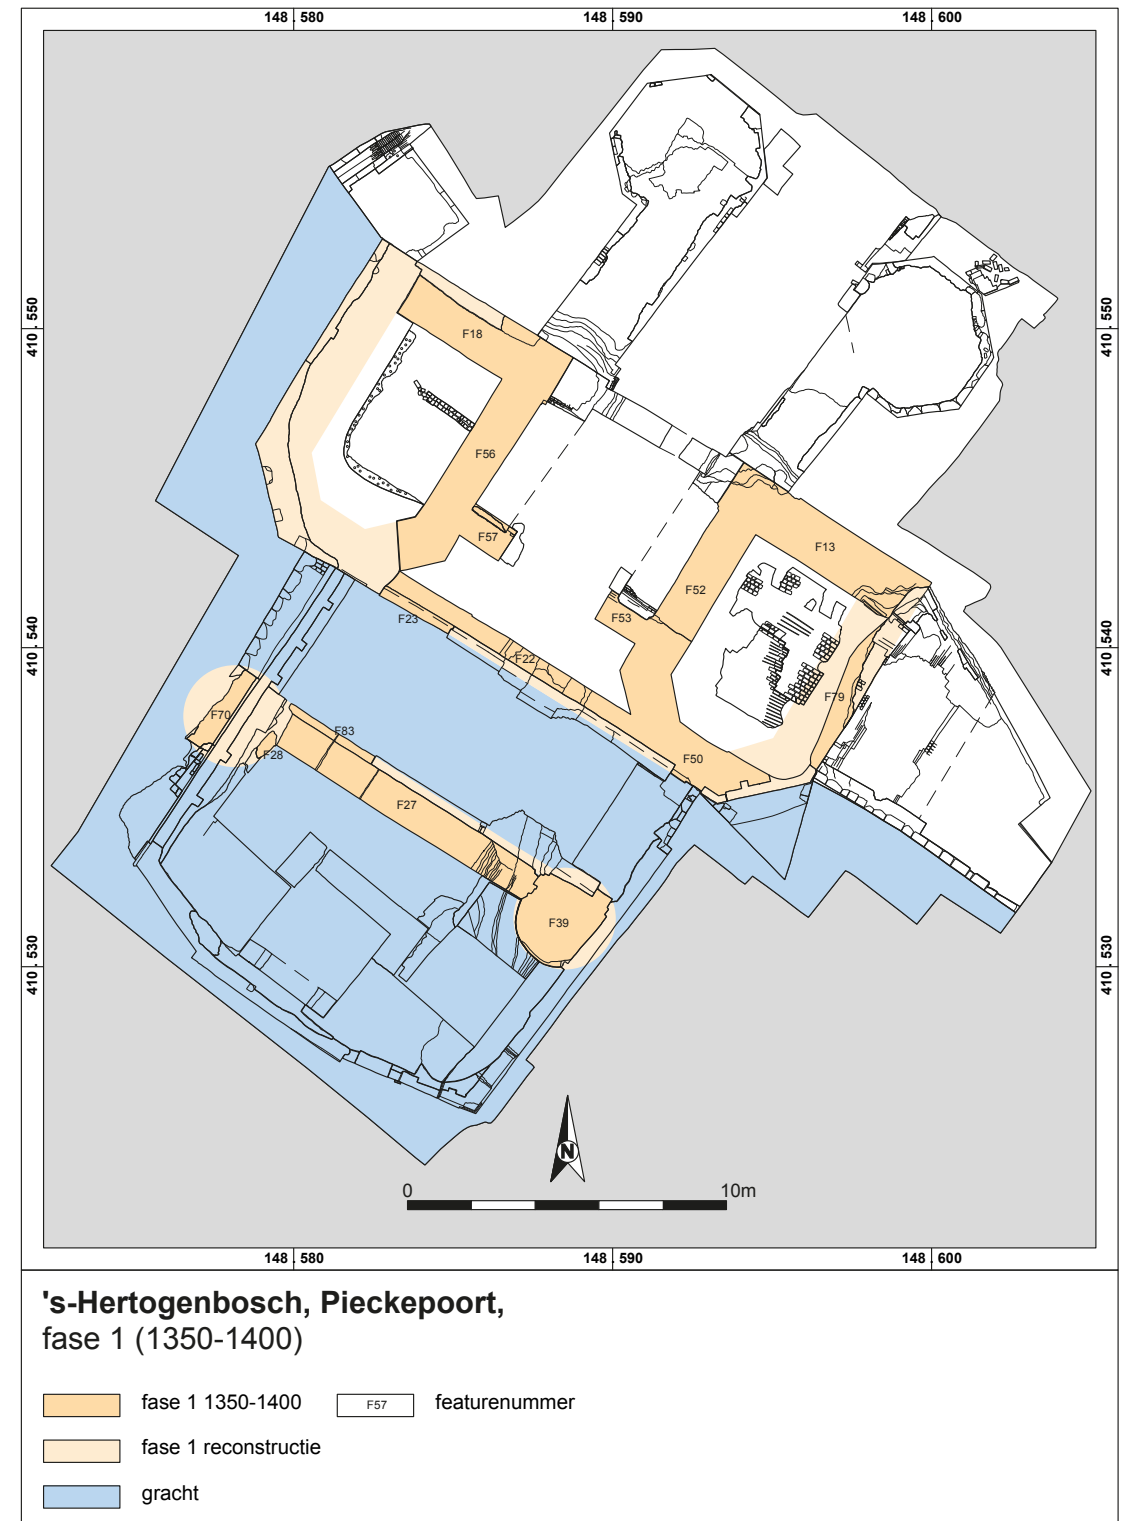 148.580 148.590 148.600
410.550 410.550
F18
F56
F57
F13
F52
F53
410.540 410.540
F23
F22
F79
F70
F83
F28
F50
F27
F39
410.530 410.530
N
0 10m
148.580 148.590 148.600
's-Hertogenbosch, Pieckepoort,
fase 1 (1350-1400)
fase 1 1350-1400 F57 featurenummer
fase 1 reconstructie
gracht